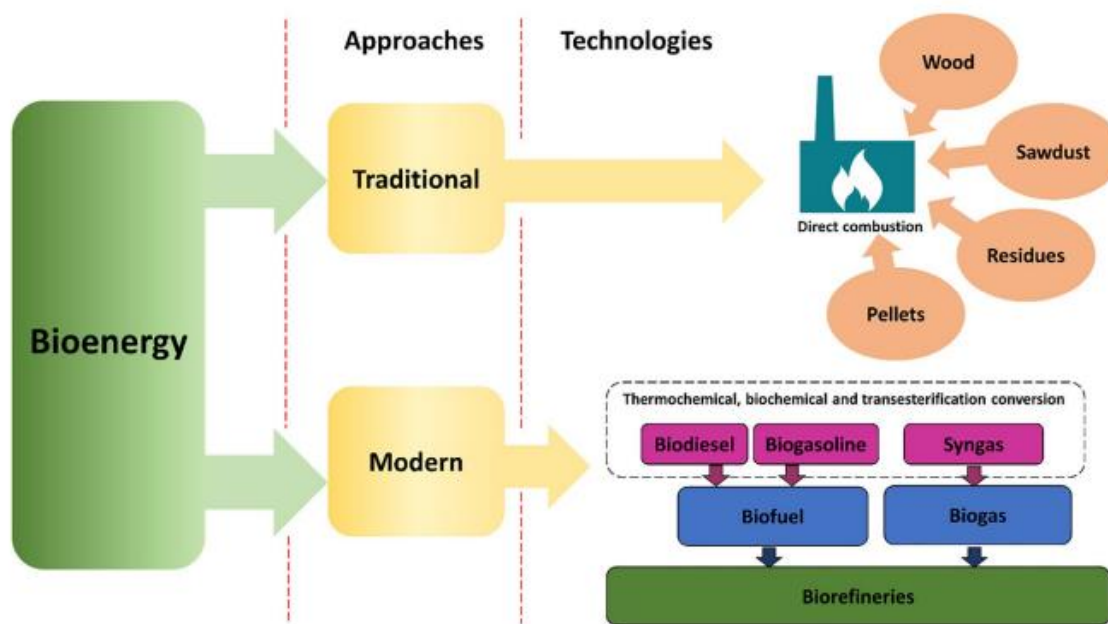 Approaches
Technologies
Bioenergy
Traditional
Direct combustion
Wood
Sawdust
Residues
Pellets
Modern
Thermochemical, biochemical and transesterification conversion
Biodiesel
Biogasoline
Syngas
Biofuel
Biogas
Biorefineries